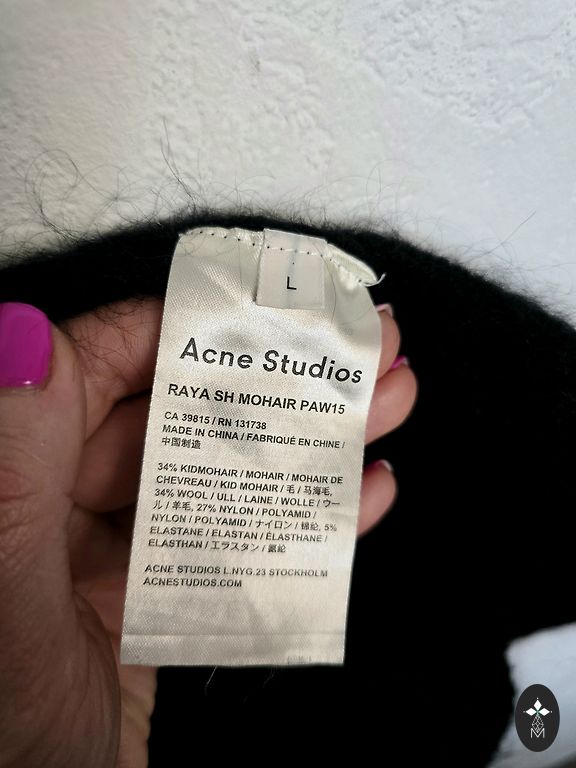 L
Acne Studios
RAYA SH MOHAIR PAW15
CA 39815 / RN 131738
MADE IN CHINA / FABRIQUÉ EN CHINE /
中国制造
34% KIDMOHAIR / MOHAIR / MOHAIR DE
CHEVREAU / KID MOHAIR / 毛 / 马海毛,
34% WOOL / ULL / LAINE / WOLLE / ウー
ル / 羊毛, 27% NYLON / POLYAMID /
NYLON / POLYAMID / ナイロン / 锦纶, 5%
ELASTANE / ELASTAN / ÉLASTHANE /
ELASTHAN / エラスタン / 氨纶
ACNE STUDIOS L.NYG.23 STOCKHOLM
ACNESTUDIOS.COM
M